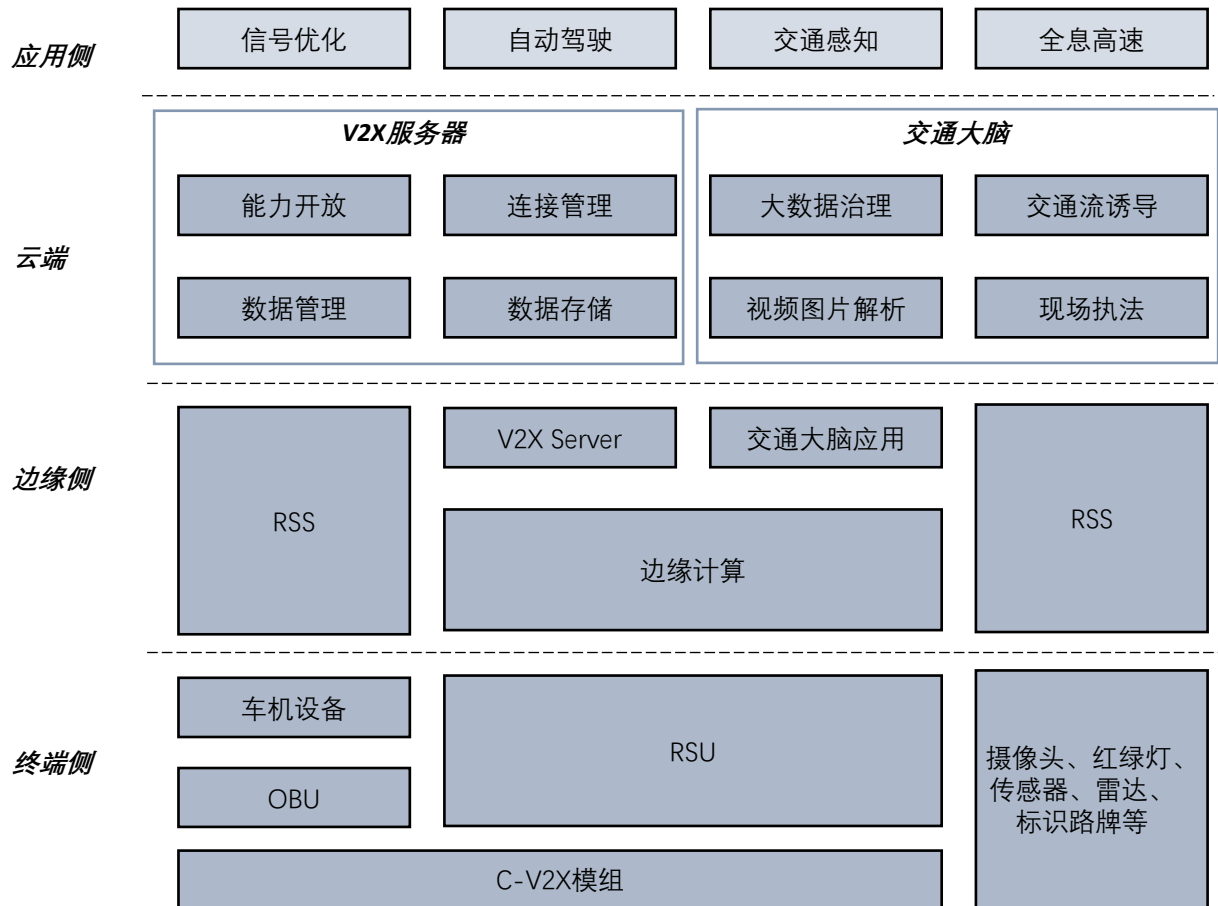 应用侧
信号优化
自动驾驶
交通感知
全息高速
云端
V2X服务器
能力开放
连接管理
数据管理
数据存储
交通大脑
大数据治理
交通流诱导
视频图片解析
现场执法
边缘侧
RSS
V2X Server
交通大脑应用
边缘计算
RSS
终端侧
车机设备
OBU
RSU
C-V2X模组
摄像头、红绿灯、
传感器、雷达、
标识路牌等